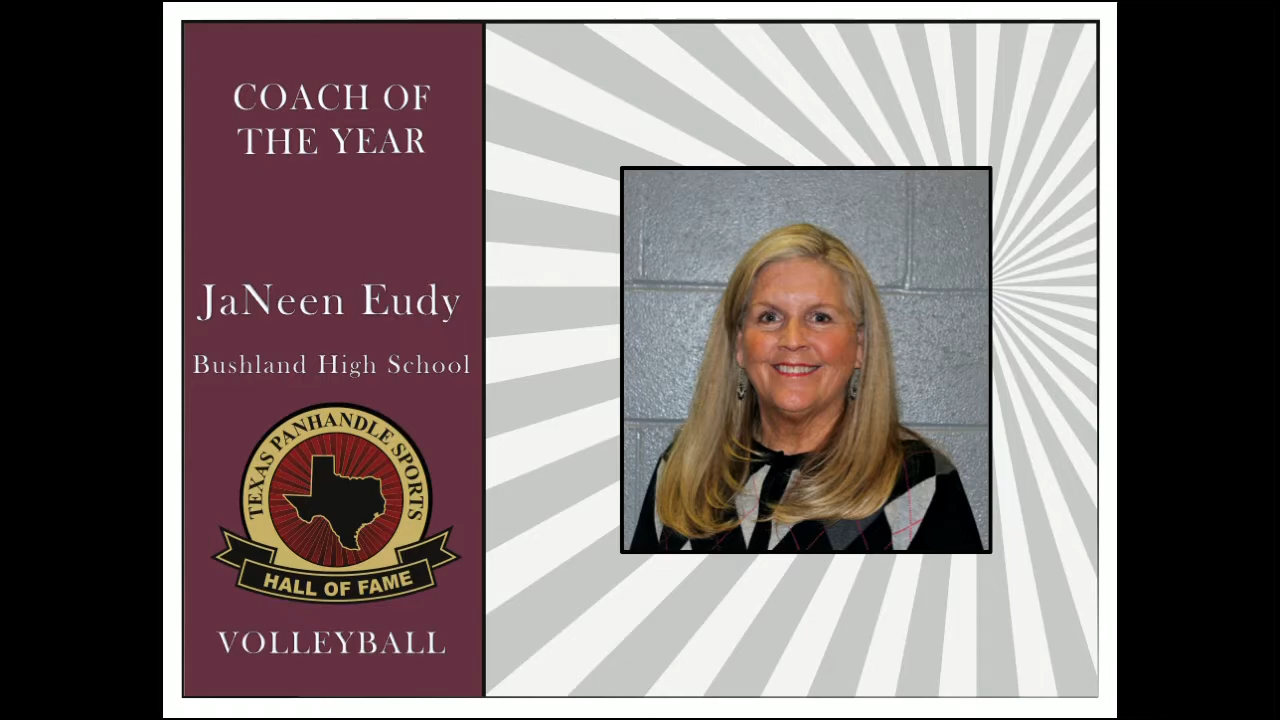 COACH OF
THE YEAR
JaNeen Eudy
Bushland High School
TEXAS PANHANDLE SPORTS
HALL OF FAME
VOLLEYBALL